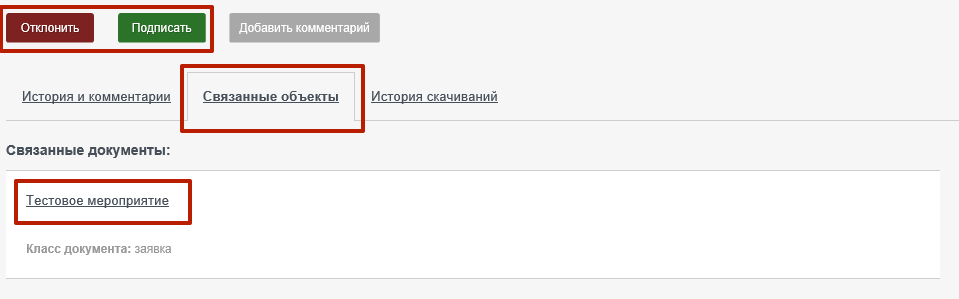 Отклонить Подписать Добавить комментарий
История и комментарии Связанные объекты История скачиваний
Связанные документы:
Тестовое мероприятие
Класс документа: заявка